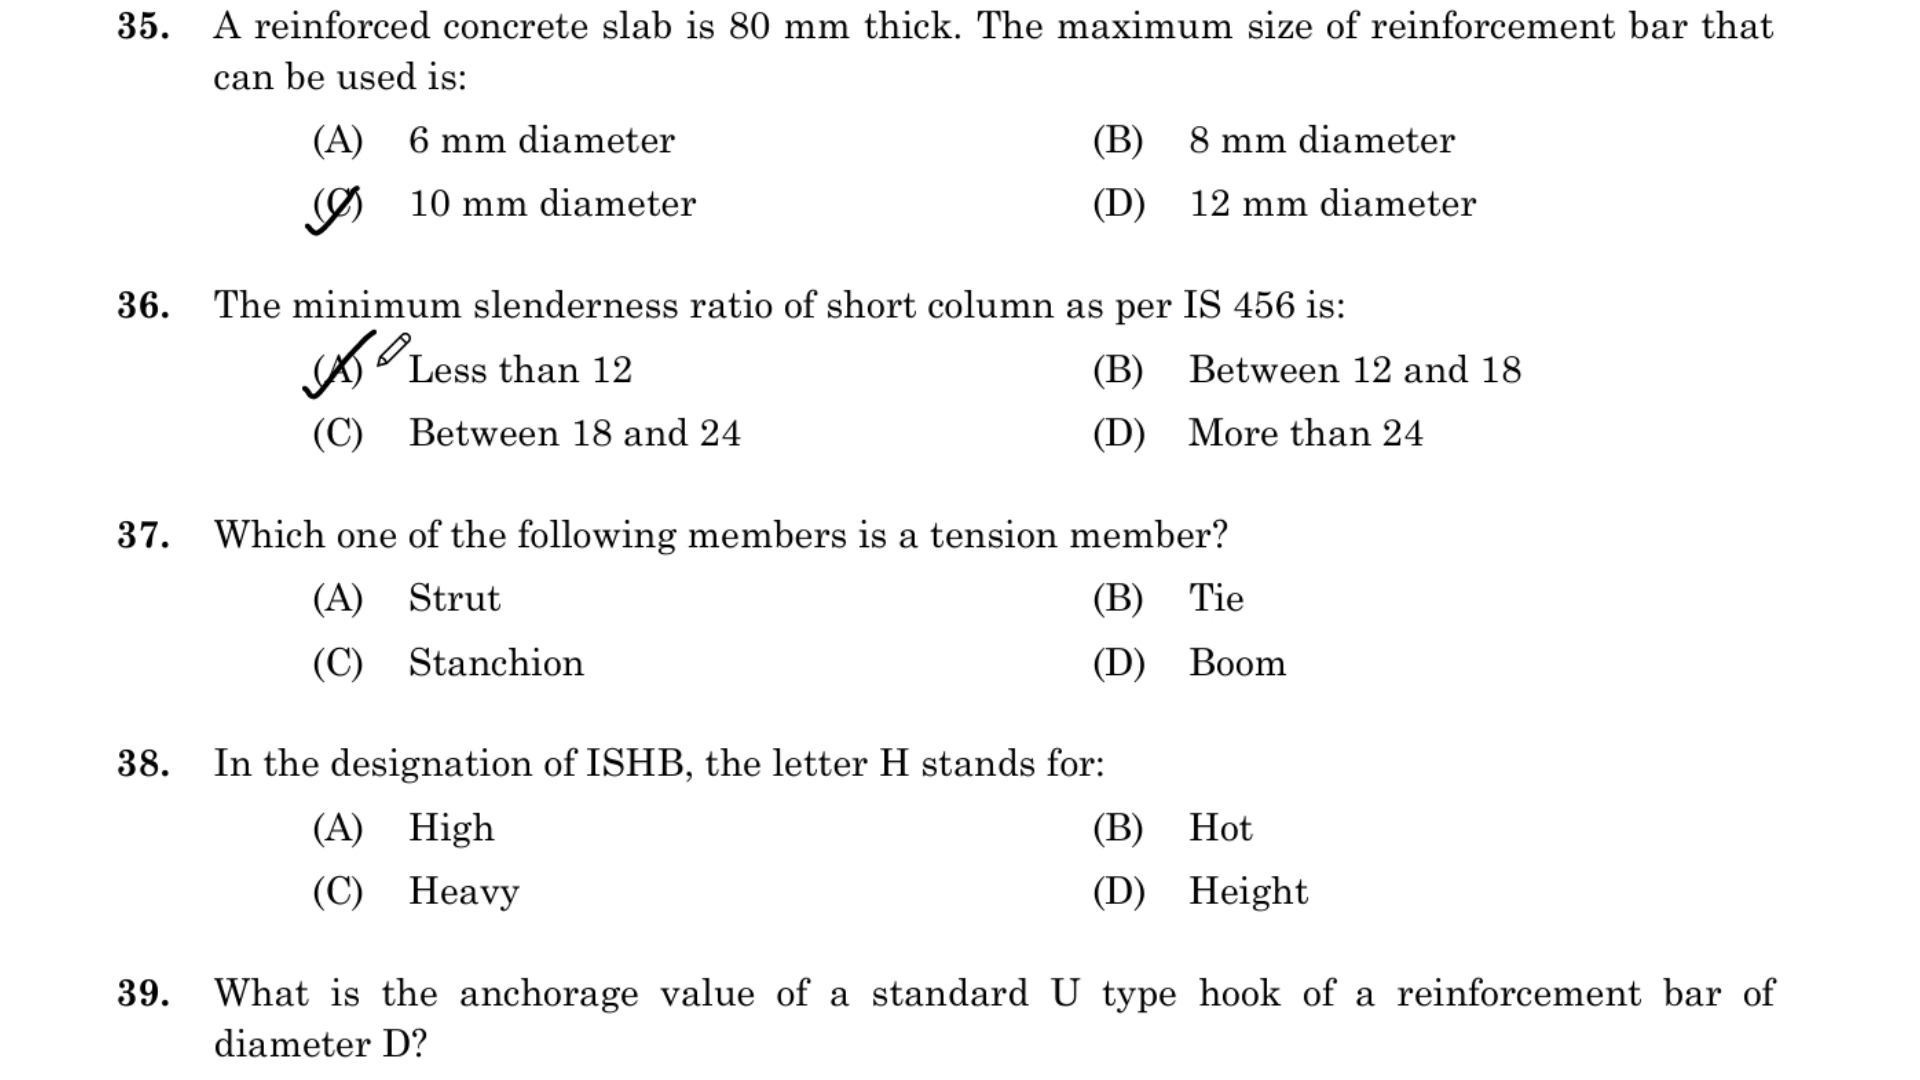 35. A reinforced concrete slab is 80 mm thick. The maximum size of reinforcement bar that
can be used is:
(A) 6 mm diameter (B) 8 mm diameter
(C) 10 mm diameter (D) 12 mm diameter
36. The minimum slenderness ratio of short column as per IS 456 is:
(A) Less than 12 (B) Between 12 and 18
(C) Between 18 and 24 (D) More than 24
37. Which one of the following members is a tension member?
(A) Strut (B) Tie
(C) Stanchion (D) Boom
38. In the designation of ISHB, the letter H stands for:
(A) High (B) Hot
(C) Heavy (D) Height
39. What is the anchorage value of a standard U type hook of a reinforcement bar of
diameter D?